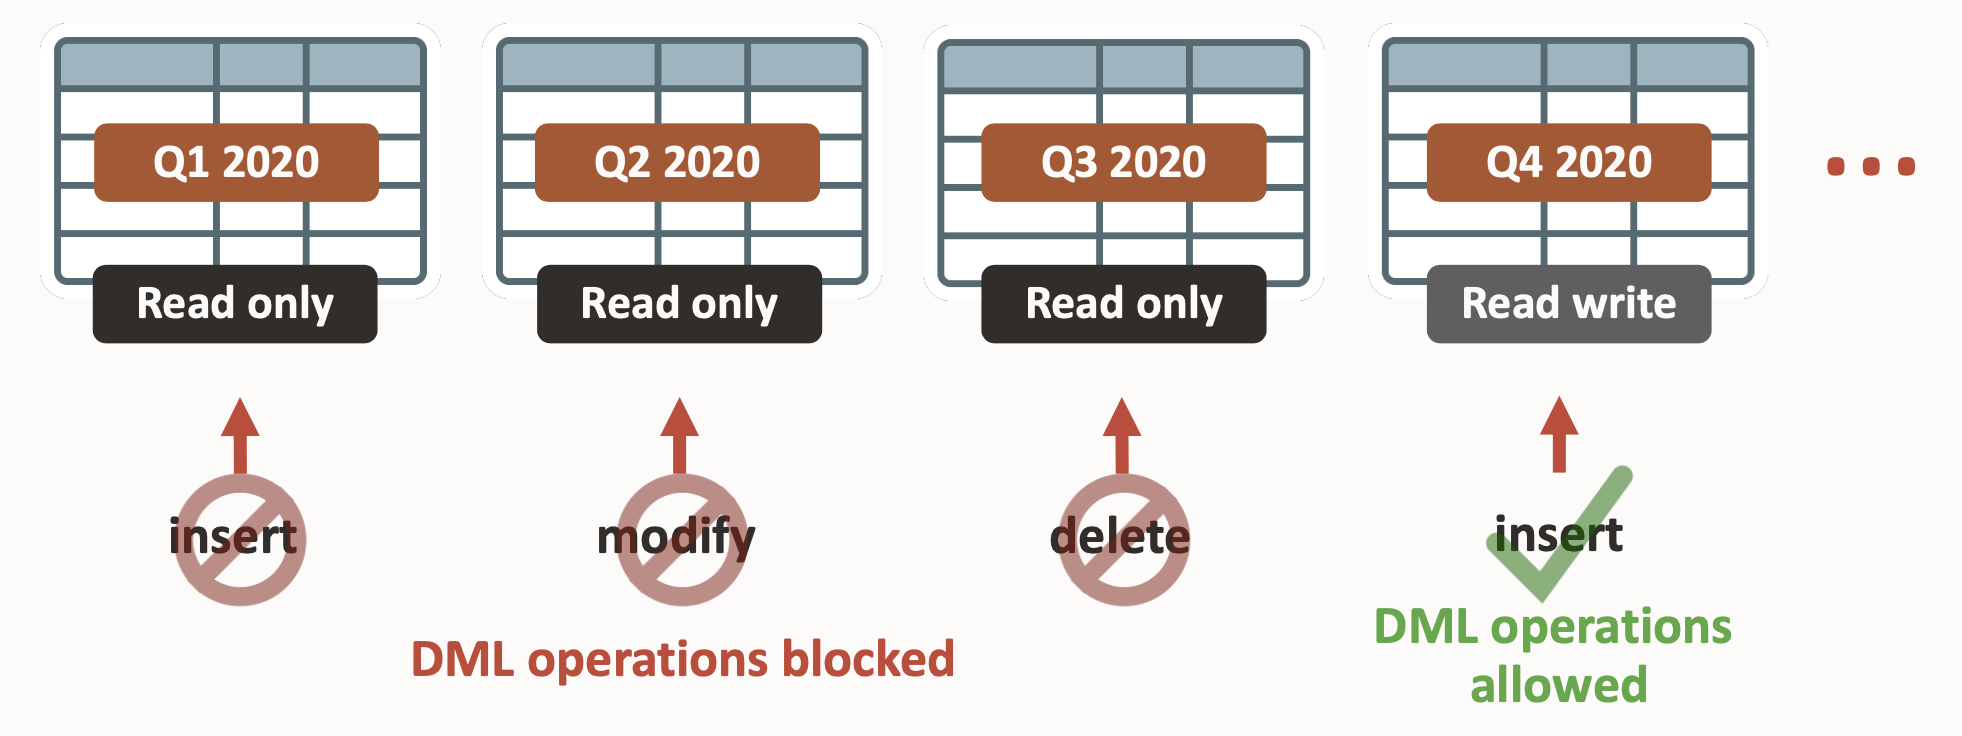 Q1 2020
Q2 2020
Q3 2020
Q4 2020
...
Read only
Read only
Read only
Read write
insert
modify
delete
insert
DML operations blocked
DML operations
allowed